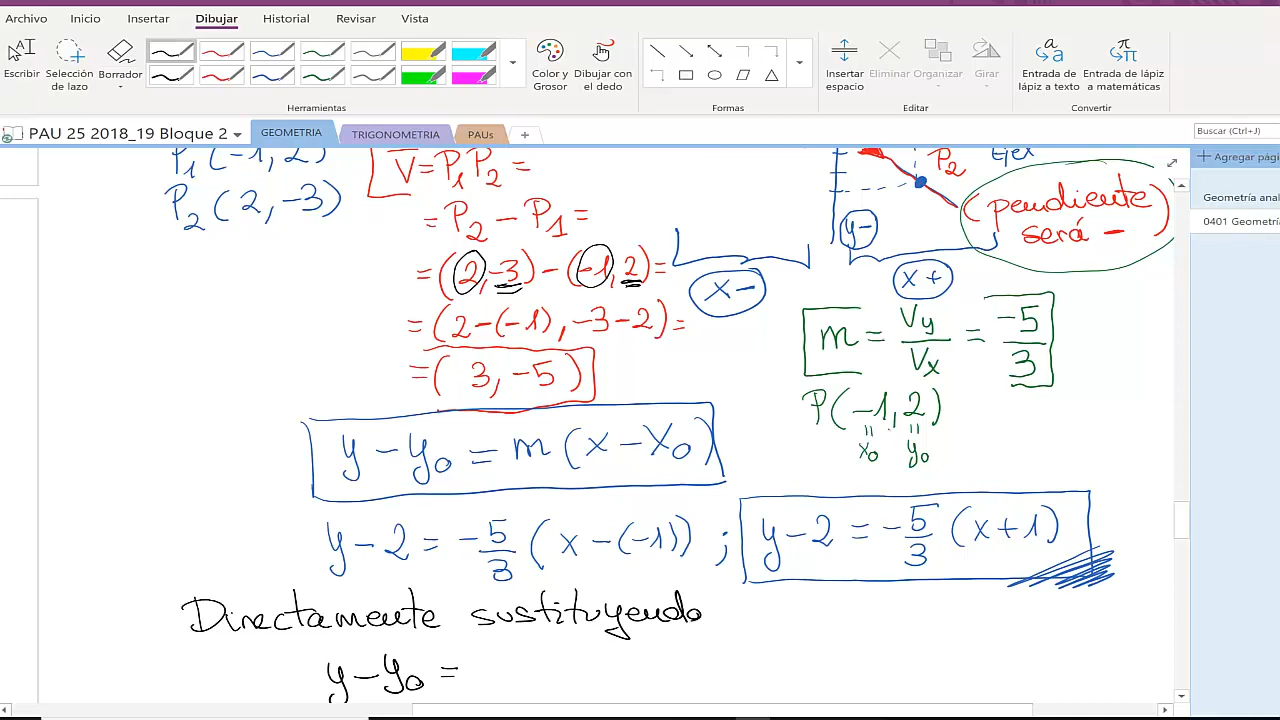 Archivo Inicio Insertar Dibujar Historial Revisar Vista
Escribir Selección de lazo Borrador Color y Grosor Dibujar con el dedo Insertar espacio Eliminar Organizar Girar Entrada de lápiz a texto Entrada de lápiz a matemáticas
Herramientas Formas Editar Convertir
PAU 25 2018_19 Bloque 2 GEOMETRIA TRIGONOMETRIA PAUs + Buscar (Ctrl+J)
+ Agregar pági
Geometría anal
0401 Geometrí
P₁(-1,2)
P₂(2,-3)
V̅=P₁P₂=
= P₂ - P₁ =
=(2,-3)-(-1,2)=
=(2-(-1),-3-2)=
=(3,-5)
P₂
Ejex
y-
x-
x+
(pendiente
será -)
m = Vy/Vx = -5/3
P(-1,2)
" "
x₀ y₀
y-y₀ = m(x-x₀)
y-2 = -5/3 (x-(-1)) ; y-2 = -5/3 (x+1)
Directamente sustituyendo
y-y₀ =